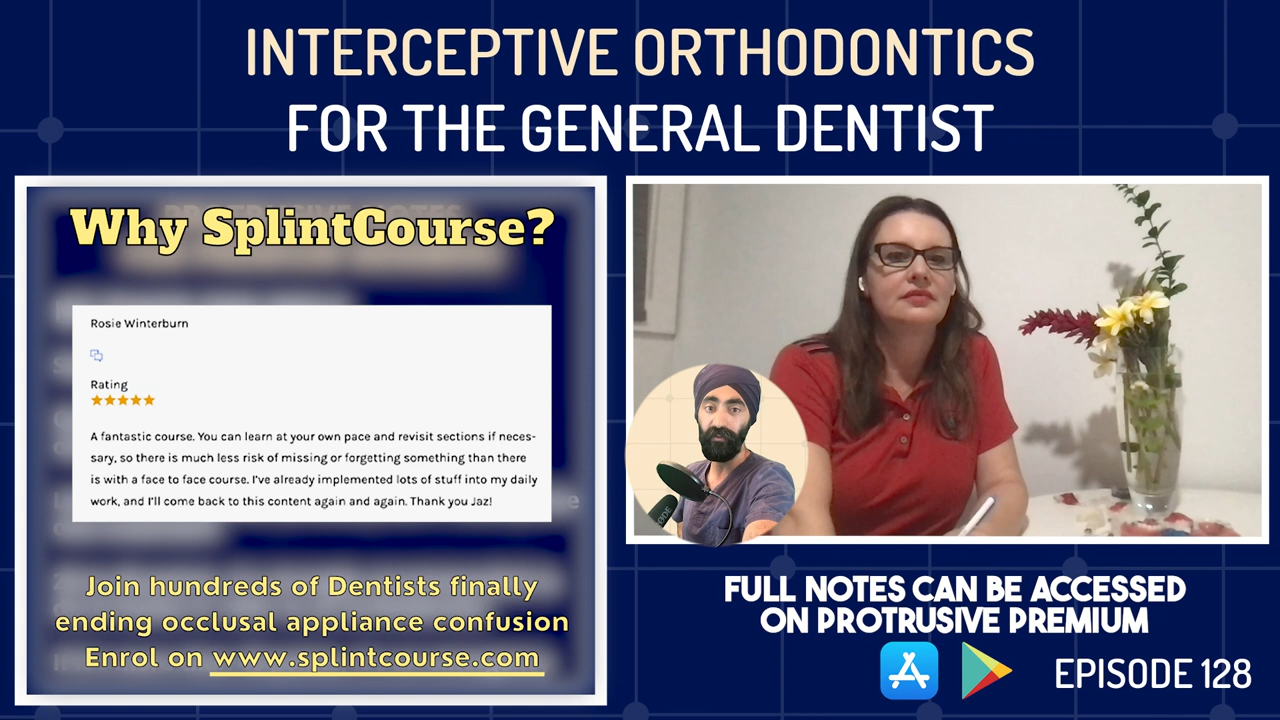 INTERCEPTIVE ORTHODONTICS
FOR THE GENERAL DENTIST
Why SplintCourse?
Rosie Winterburn
Rating
A fantastic course. You can learn at your own pace and revisit sections if neces-
sary, so there is much less risk of missing or forgetting something than there
is with a face to face course. I've already implemented lots of stuff into my daily
work, and I'll come back to this content again and again. Thank you Jaz!
Join hundreds of Dentists finally
ending occlusal appliance confusion
Enrol on www.splintcourse.com
FULL NOTES CAN BE ACCESSED
ON PROTRUSIVE PREMIUM
EPISODE 128